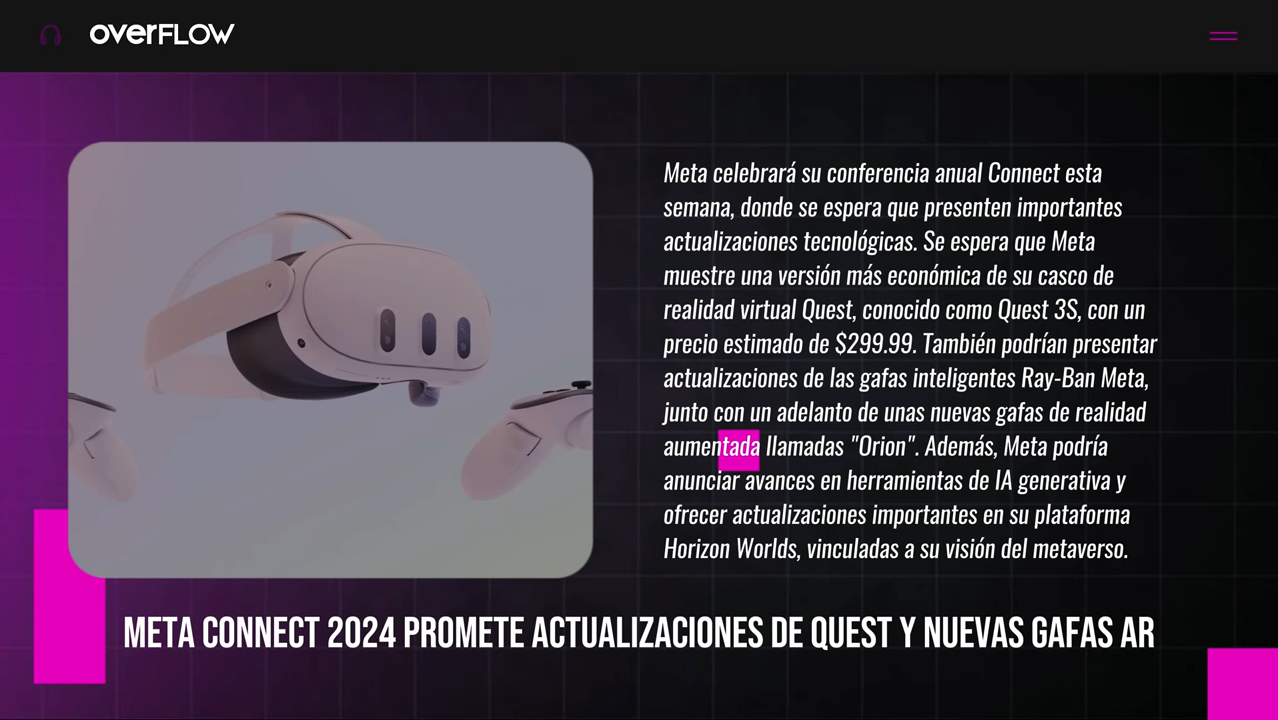 overFLOW
Meta celebrará su conferencia anual Connect esta
semana, donde se espera que presenten importantes
actualizaciones tecnológicas. Se espera que Meta
muestre una versión más económica de su casco de
realidad virtual Quest, conocido como Quest 3S, con un
precio estimado de $299.99. También podrían presentar
actualizaciones de las gafas inteligentes Ray-Ban Meta,
junto con un adelanto de unas nuevas gafas de realidad
aumentada llamadas "Orion". Además, Meta podría
anunciar avances en herramientas de IA generativa y
ofrecer actualizaciones importantes en su plataforma
Horizon Worlds, vinculadas a su visión del metaverso.
META CONNECT 2024 PROMETE ACTUALIZACIONES DE QUEST Y NUEVAS GAFAS AR